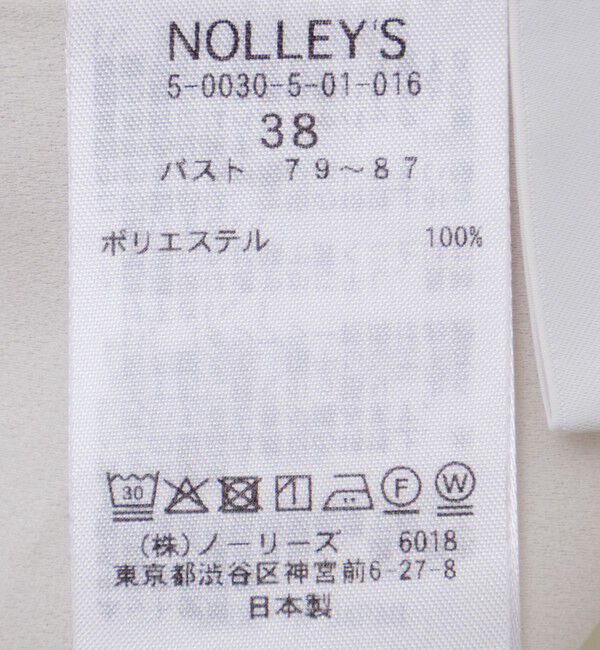 NOLLEY'S
5-0030-5-01-016
38
バスト 79～87
ポリエステル 100%
30 F W
(株)ノーリーズ 6018
東京都渋谷区神宮前6-27-8
日本製